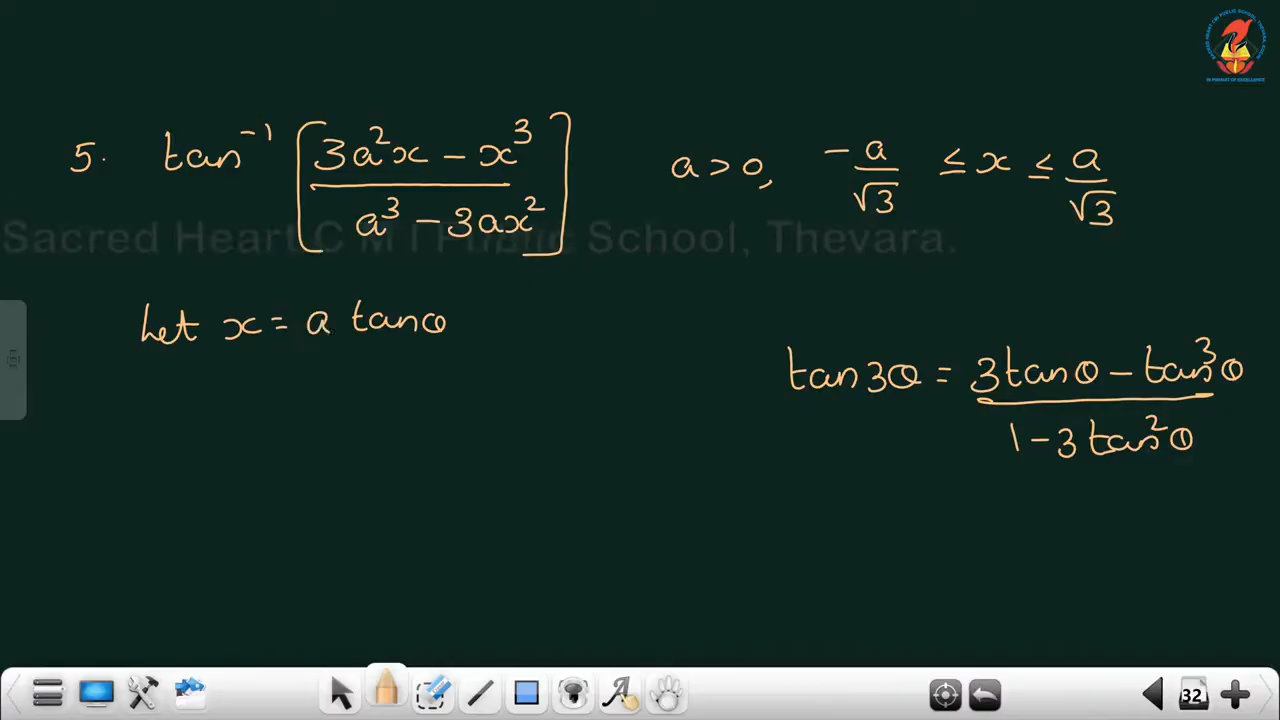 5. tan⁻¹ [ (3a²x − x³) / (a³ − 3ax²) ] a > 0, −a/√3 ≤ x ≤ a/√3
Sacred Heart C M I Public School, Thevara.
Let x = a tanθ
tan3θ = (3tanθ − tan³θ) / (1 − 3tan²θ)
32